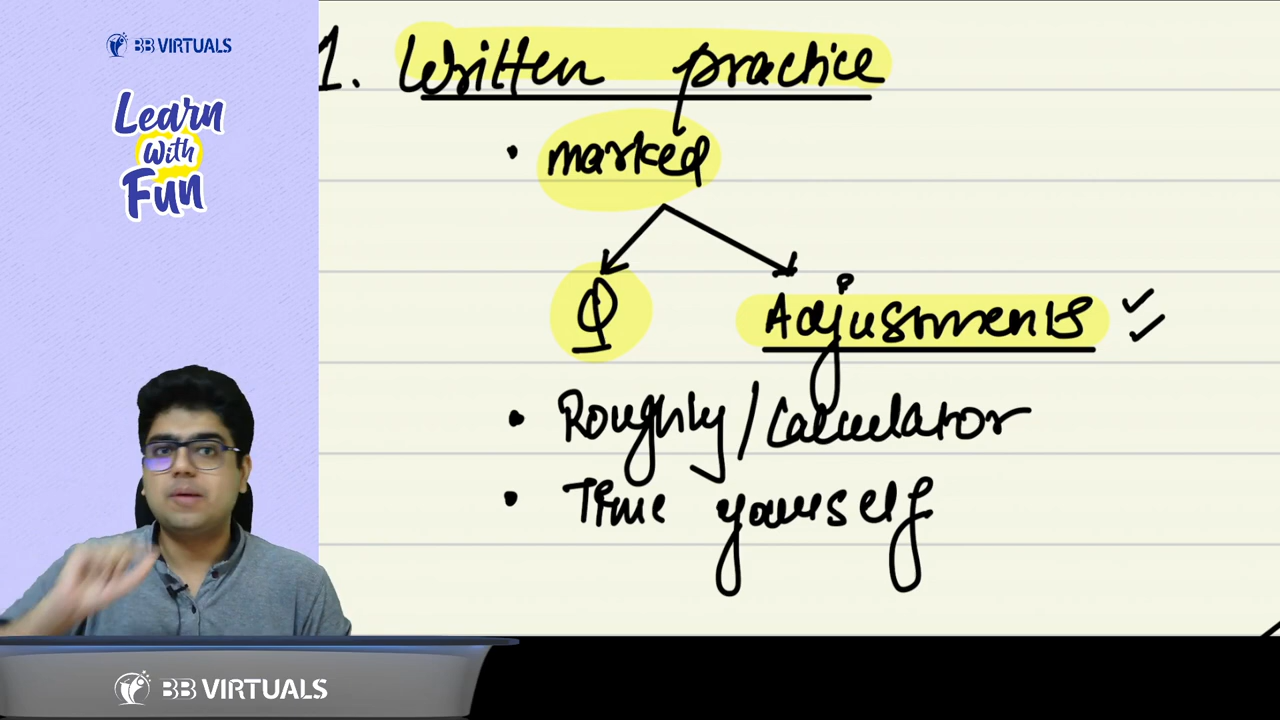 BB VIRTUALS
Learn
With
Fun
1. Written practice
• marked
Q Adjustments
• Roughly/Calculator
• Time yourself
BB VIRTUALS